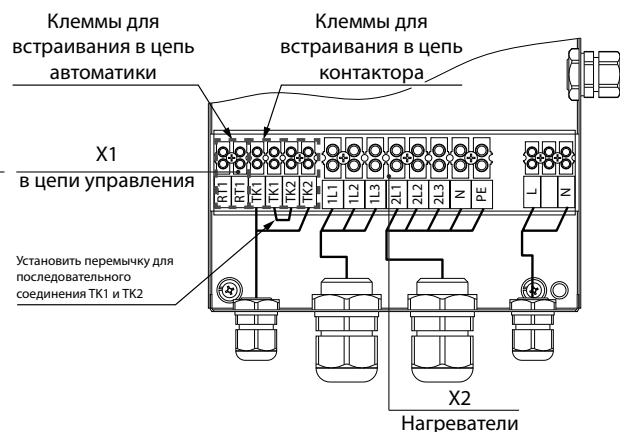 Клеммы для
встраивания в цепь
автоматики
Клеммы для
встраивания в цепь
контактора
X1
в цепи управления
RT1
RT1
TK1
TK1
TK2
TK2
1L1
1L2
1L3
2L1
2L2
2L3
N
PE
L
N
Установить перемычку для
последовательного
соединения TK1 и TK2
X2
Нагреватели